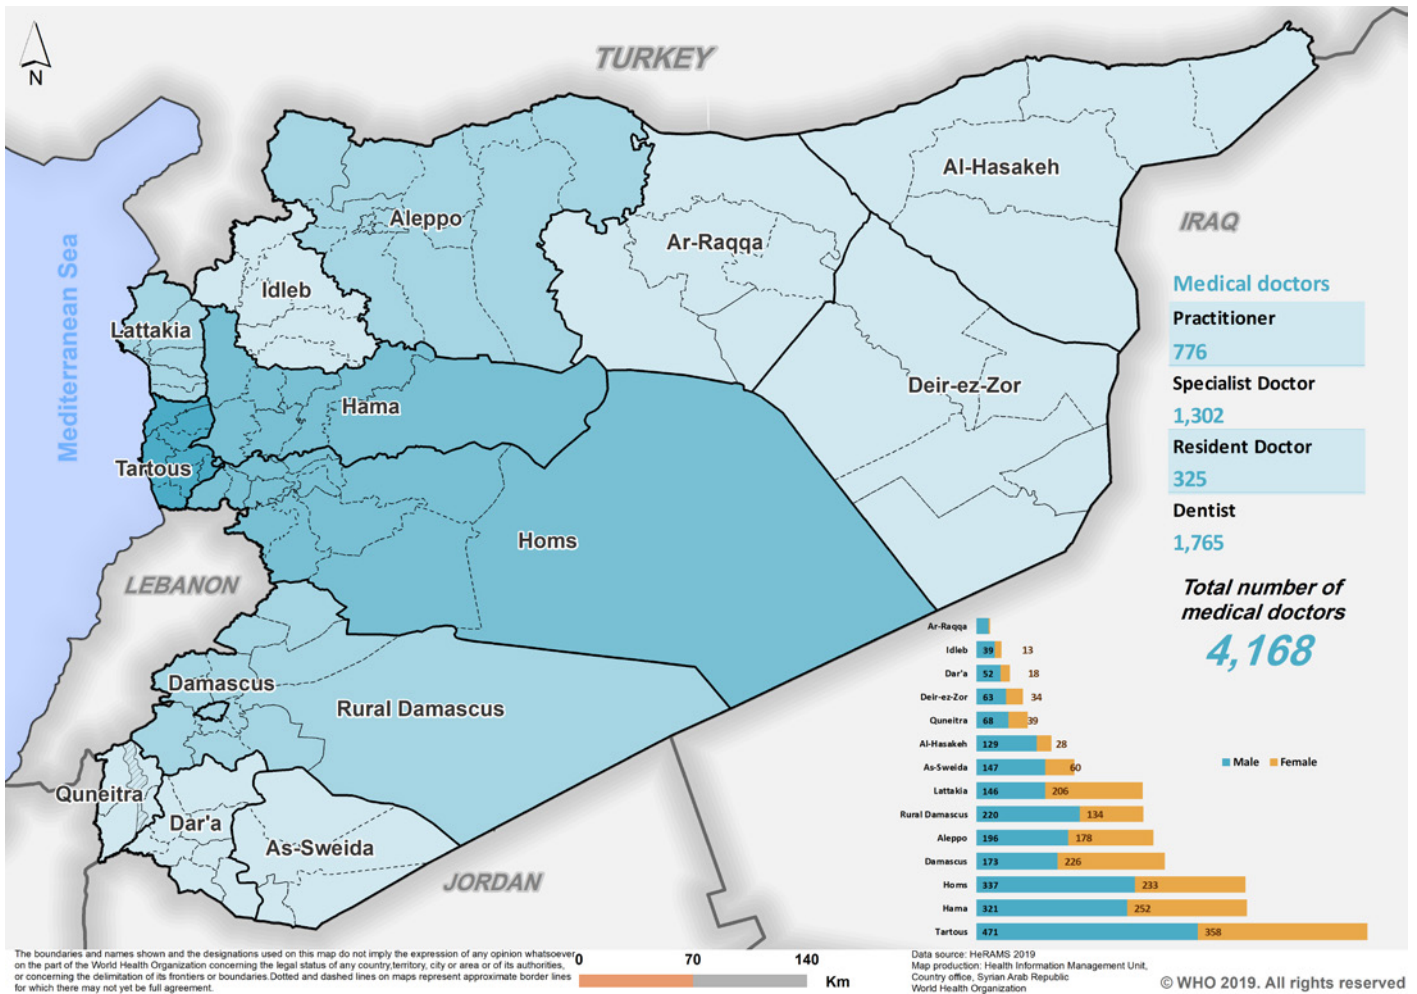 N
TURKEY
Al-Hasakeh
Aleppo
Ar-Raqqa
IRAQ
Mediterranean Sea
Idleb
Lattakia
Deir-ez-Zor
Hama
Tartous
Homs
LEBANON
Damascus
Rural Damascus
Quneitra
Dar'a
As-Sweida
JORDAN
Medical doctors
Practitioner
776
Specialist Doctor
1,302
Resident Doctor
325
Dentist
1,765
Total number of
medical doctors
4,168
Ar-Raqqa
Idleb 39 13
Dar'a 52 18
Deir-ez-Zor 63 34
Quneitra 68 39
Al-Hasakeh 129 28
As-Sweida 147 60
Lattakia 146 206
Rural Damascus 220 134
Aleppo 196 178
Damascus 173 226
Homs 337 233
Hama 321 252
Tartous 471 358
Male Female
The boundaries and names shown and the designations used on this map do not imply the expression of any opinion whatsoever
on the part of the World Health Organization concerning the legal status of any country,territory, city or area or of its authorities,
or concerning the delimitation of its frontiers or boundaries.Dotted and dashed lines on maps represent approximate border lines
for which there may not yet be full agreement.
0 70 140
Km
Data source: HeRAMS 2019
Map production: Health Information Management Unit,
Country office, Syrian Arab Republic
World Health Organization
© WHO 2019. All rights reserved